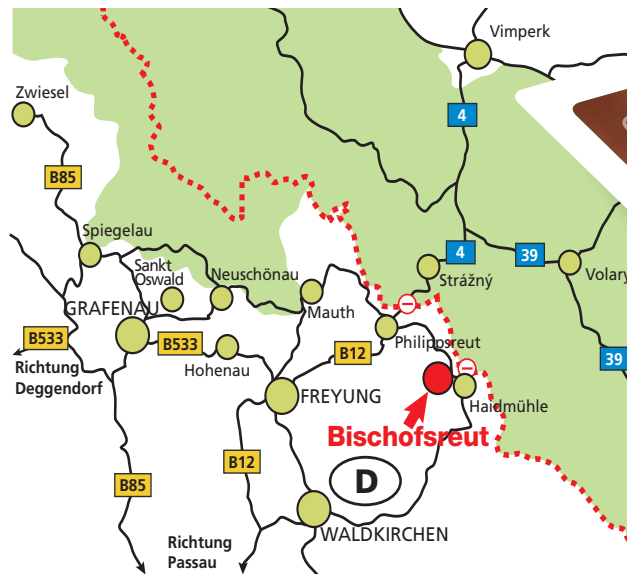 Vimperk
Zwiesel
4
B85
Spiegelau
Sankt
Oswald
Neuschönau
4
39
Strážný
Volary
GRAFENAU
Mauth
B533
B533
B12
Philippsreut
39
Richtung
Deggendorf
Hohenau
FREYUNG
Haidmühle
Bischofsreut
B12
B85
D
WALDKIRCHEN
Richtung
Passau